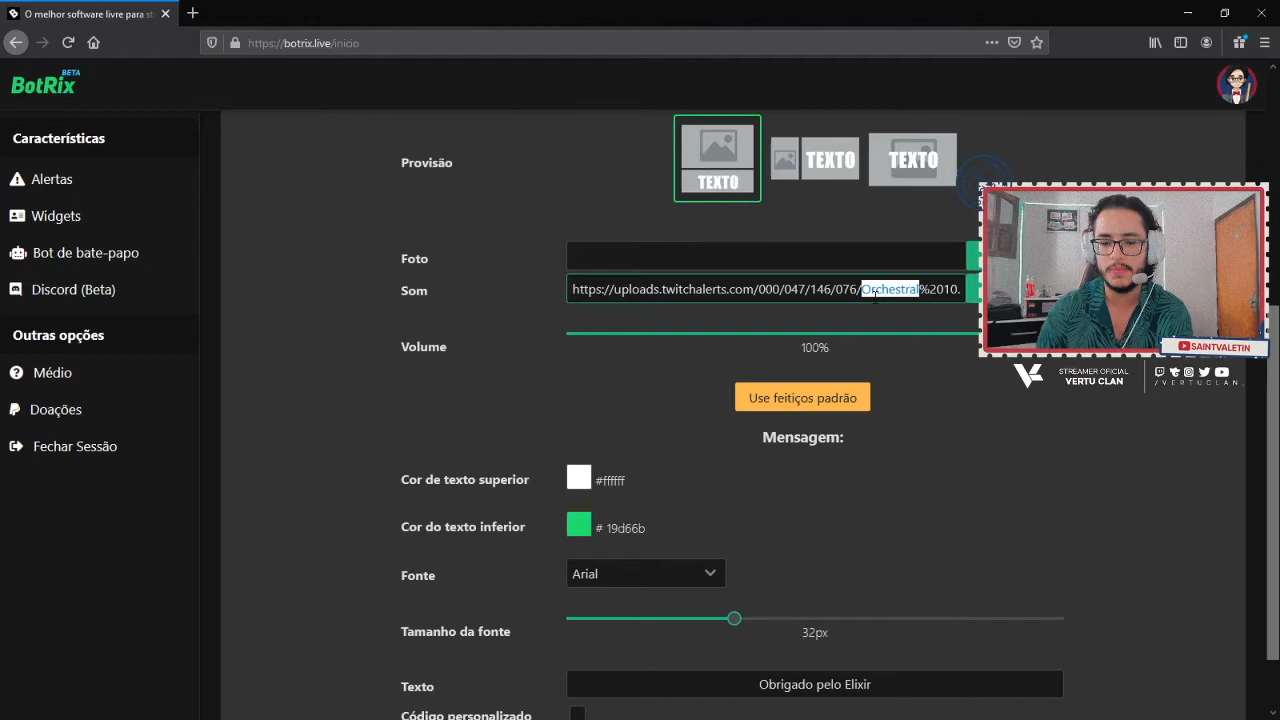 O melhor software livre para st
https://botrix.live/inicio
BotRix BETA
Características
Alertas
Widgets
Bot de bate-papo
Discord (Beta)
Outras opções
Médio
Doações
Fechar Sessão
Provisão
TEXTO
TEXTO
TEXTO
Foto
Som
https://uploads.twitchalerts.com/000/047/146/076/Orchestral%2010.
Volume
100%
Use feitiços padrão
Mensagem:
Cor de texto superior
#ffffff
Cor do texto inferior
# 19d66b
Fonte
Arial
Tamanho da fonte
32px
Texto
Obrigado pelo Elixir
Código personalizado
SAINTVALETIN
STREAMER OFICIAL
VERTU CLAN
/VERTUCLAN